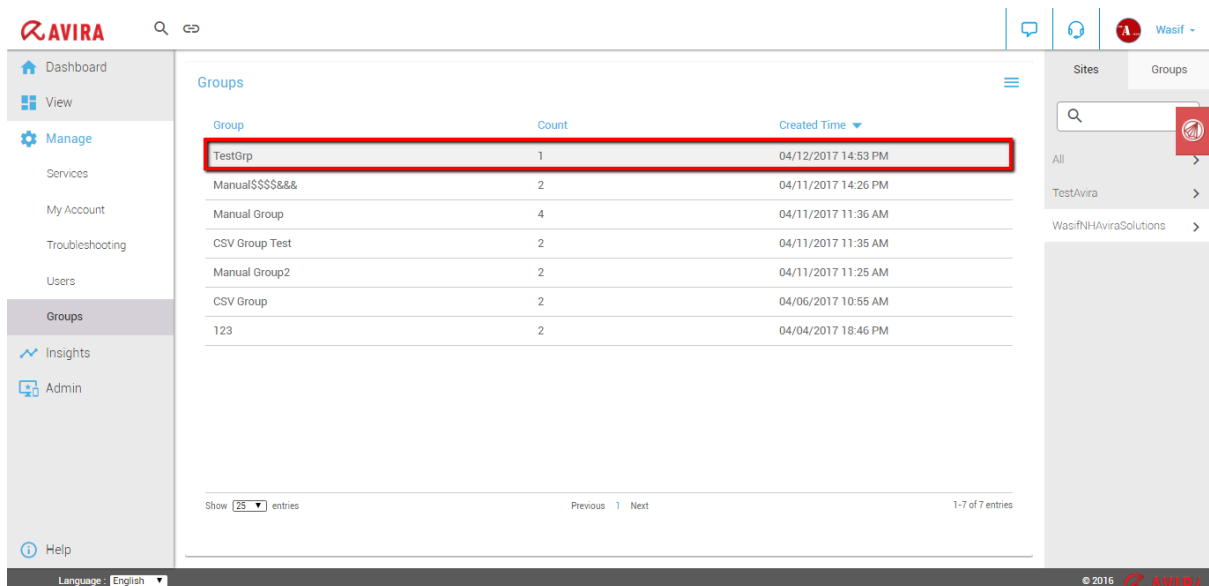 AVIRA
Wasif
Dashboard
View
Manage
Services
My Account
Troubleshooting
Users
Groups
Insights
Admin
Help
Groups
Group Count Created Time
TestGrp 1 04/12/2017 14:53 PM
Manual$$$$&&& 2 04/11/2017 14:26 PM
Manual Group 4 04/11/2017 11:36 AM
CSV Group Test 2 04/11/2017 11:35 AM
Manual Group2 2 04/11/2017 11:25 AM
CSV Group 2 04/06/2017 10:55 AM
123 2 04/04/2017 18:46 PM
Show 25 entries Previous 1 Next 1-7 of 7 entries
Sites Groups
All
TestAvira
WasifNHAviraSolutions
Language : English © 2016 AVIRA